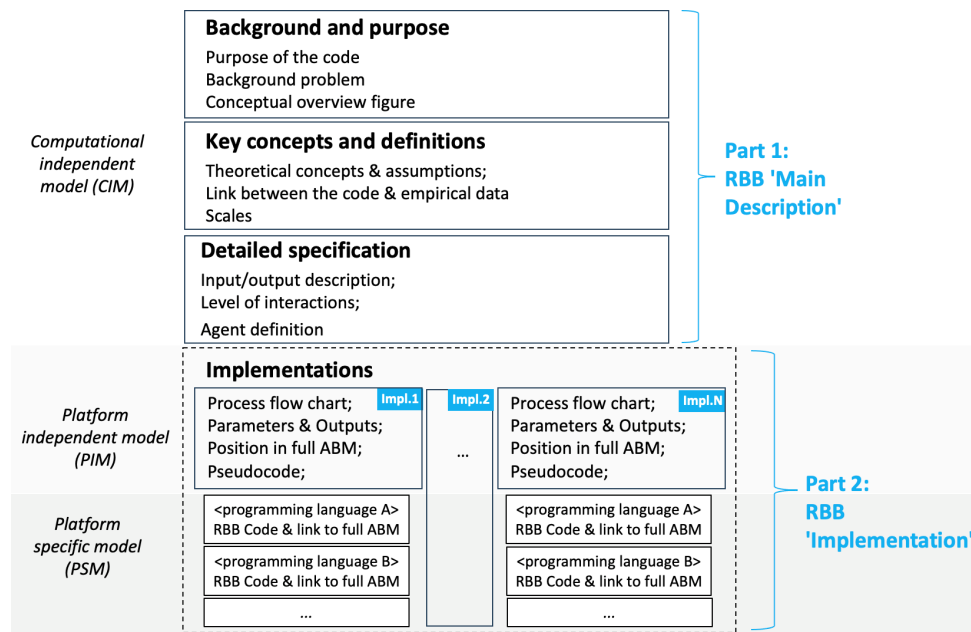 Background and purpose
Purpose of the code
Background problem
Conceptual overview figure
Computational
independent
model (CIM)
Key concepts and definitions
Theoretical concepts & assumptions;
Link between the code & empirical data
Scales
Part 1:
RBB 'Main
Description'
Detailed specification
Input/output description;
Level of interactions;
Agent definition
Implementations
Platform
independent model
(PIM)
Impl.1
Process flow chart;
Parameters & Outputs;
Position in full ABM;
Pseudocode;
Impl.2
...
Impl.N
Process flow chart;
Parameters & Outputs;
Position in full ABM;
Pseudocode;
Part 2:
RBB
'Implementation'
Platform
specific model
(PSM)
<programming language A>
RBB Code & link to full ABM
<programming language B>
RBB Code & link to full ABM
...
<programming language A>
RBB Code & link to full ABM
<programming language B>
RBB Code & link to full ABM
...